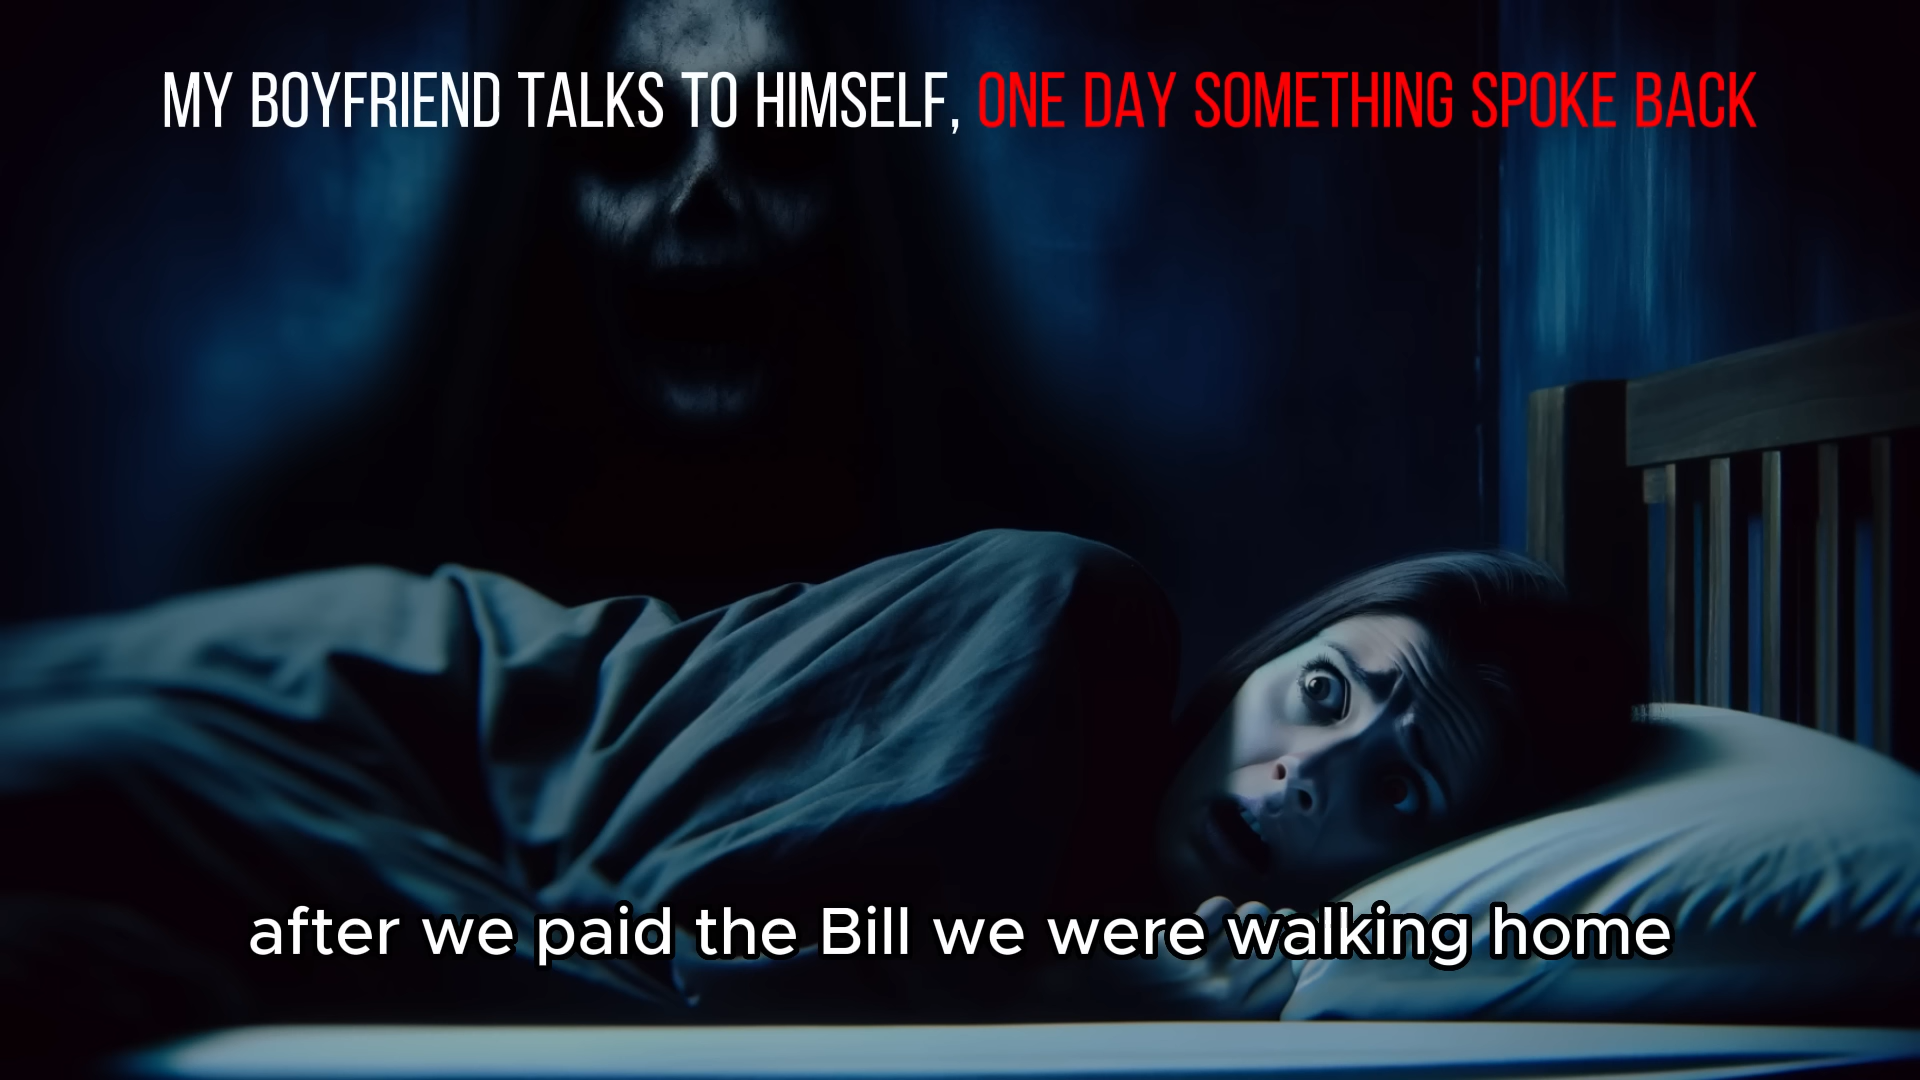 MY BOYFRIEND TALKS TO HIMSELF, ONE DAY SOMETHING SPOKE BACK
after we paid the Bill we were walking home